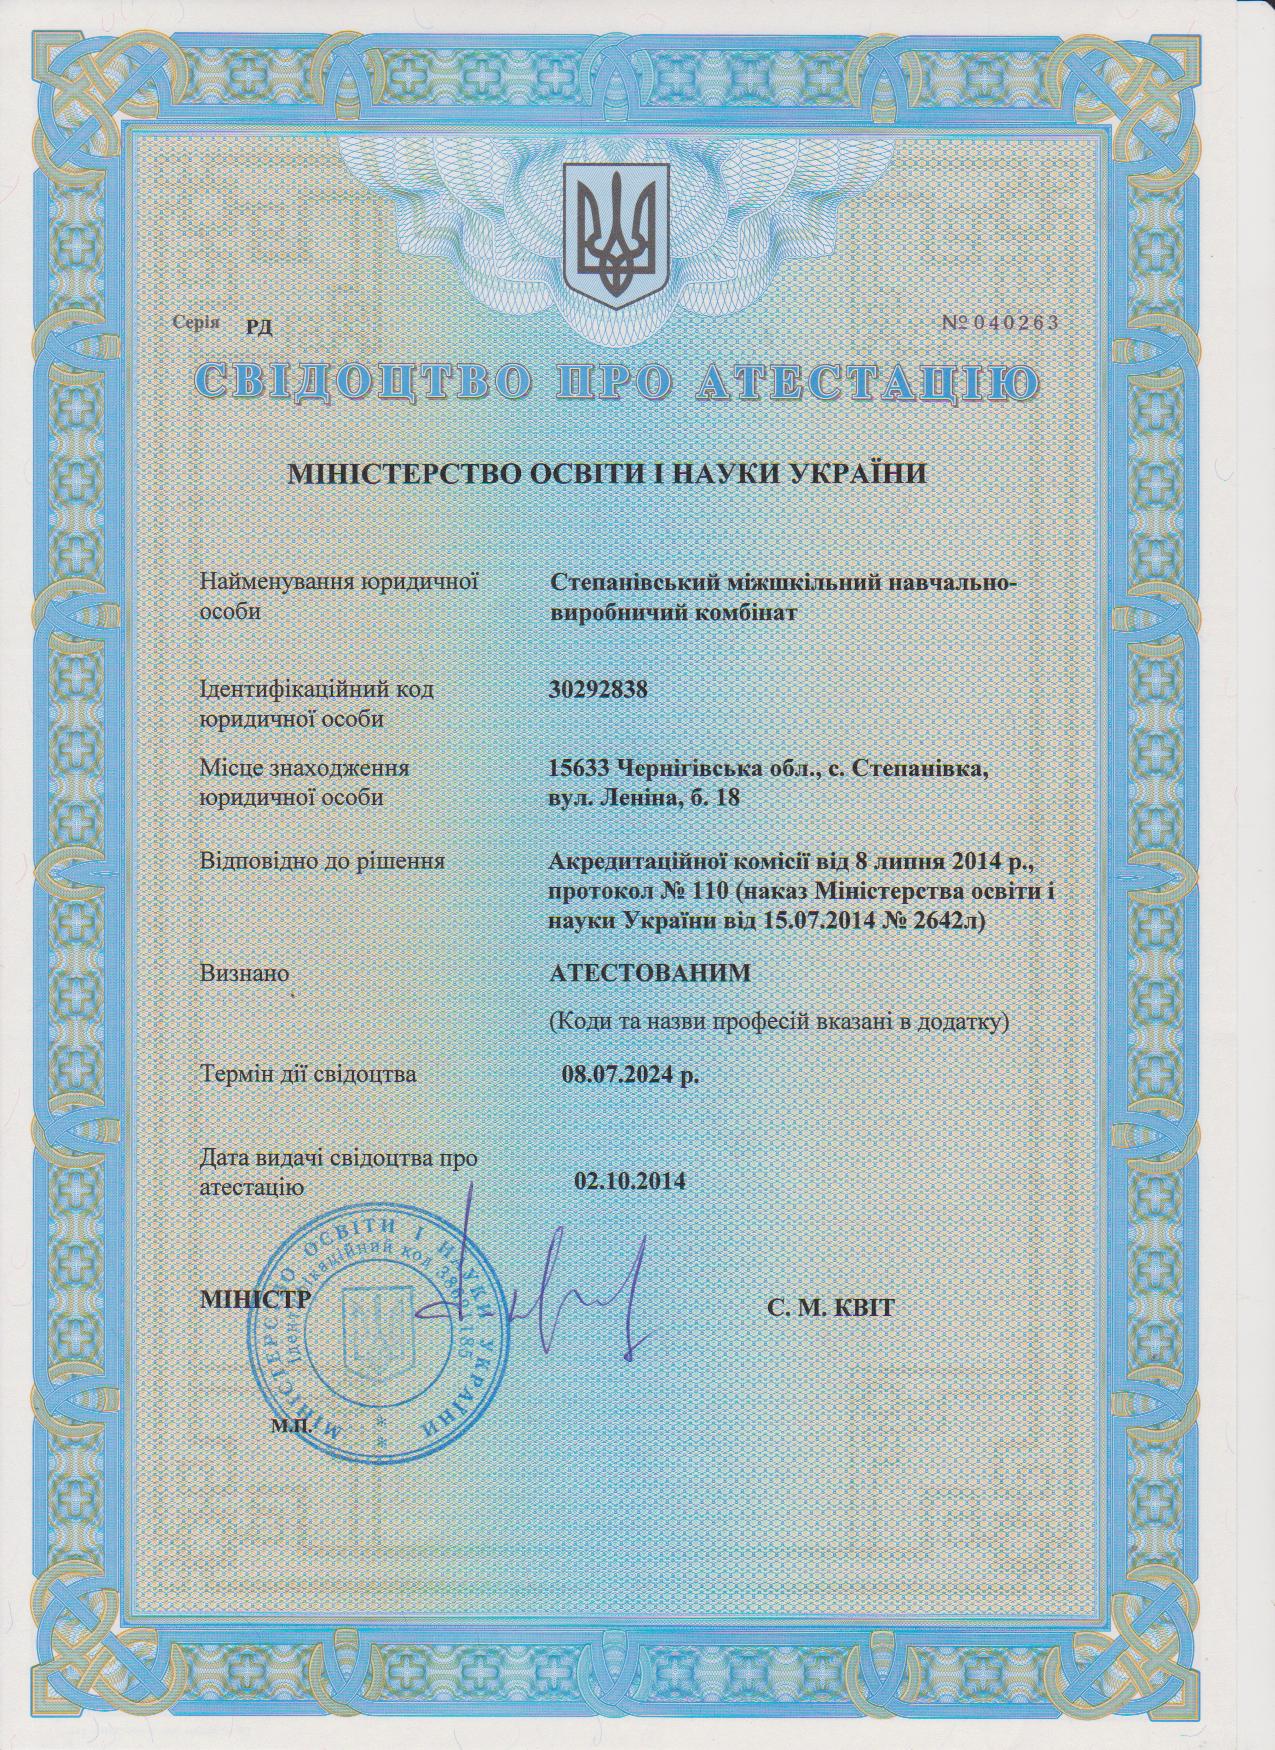 Серія РД №040263
СВІДОЦТВО ПРО АТЕСТАЦІЮ
МІНІСТЕРСТВО ОСВІТИ І НАУКИ УКРАЇНИ
Найменування юридичної
особи
Степанівський міжшкільний навчально-
виробничий комбінат
Ідентифікаційний код
юридичної особи
30292838
Місце знаходження
юридичної особи
15633 Чернігівська обл., с. Степанівка,
вул. Леніна, б. 18
Відповідно до рішення
Акредитаційної комісії від 8 липня 2014 р.,
протокол № 110 (наказ Міністерства освіти і
науки України від 15.07.2014 № 2642л)
Визнано
АТЕСТОВАНИМ
(Коди та назви професій вказані в додатку)
Термін дії свідоцтва
08.07.2024 р.
Дата видачі свідоцтва про
атестацію
02.10.2014
МІНІСТР
С. М. КВІТ
М.П.
МІНІСТЕРСТВО ОСВІТИ І НАУКИ УКРАЇНИ
Ідентифікаційний код